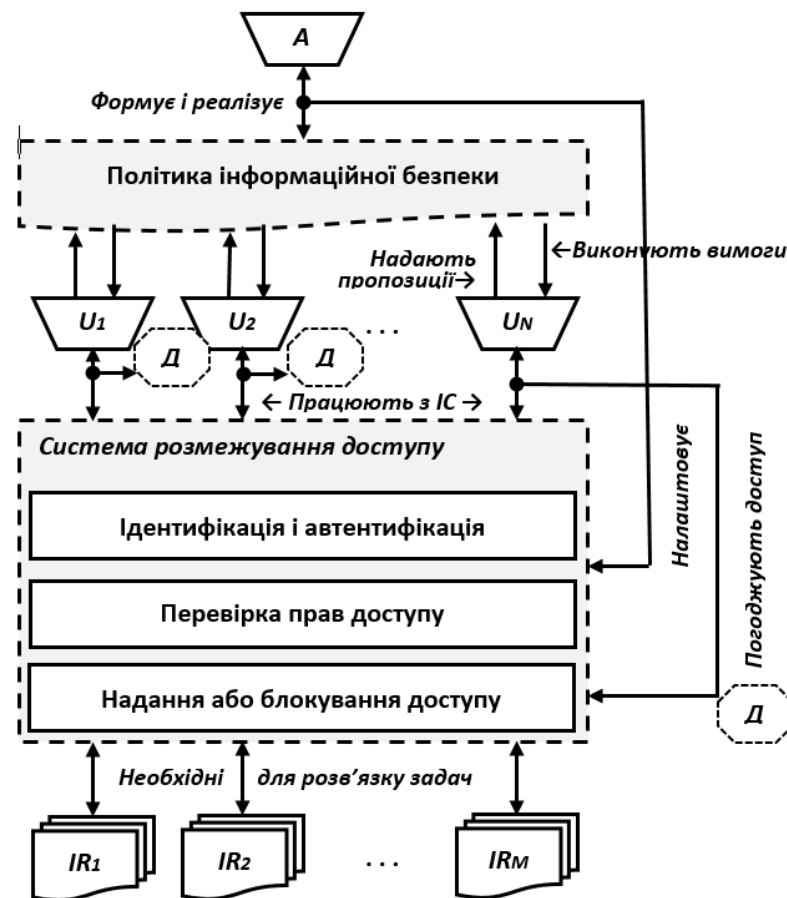 A
Формує і реалізує
Політика інформаційної безпеки
Надають
пропозиції→
←Виконують вимоги
U1
Д
U2
Д
. . .
UN
← Працюють з ІС →
Система розмежування доступу
Ідентифікація і автентифікація
Перевірка прав доступу
Надання або блокування доступу
Налаштовує
Погоджують доступ
Д
Необхідні для розв’язку задач
IR1
IR2
. . .
IRM